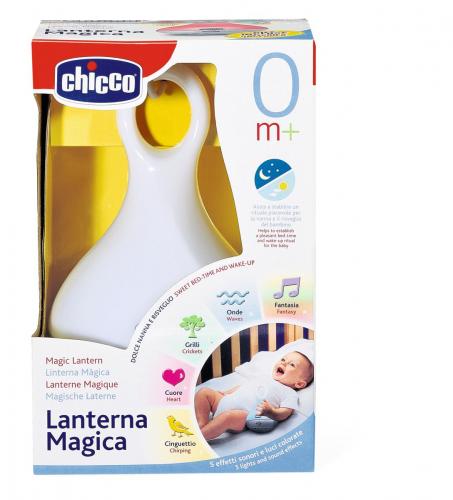 Lanterna
Magica
chicco
0
m+
Aiuta a stabilire un
rituale piacevole per
la nanna e il risveglio
del bambino
Helps to establish
a pleasant bed time
and wake-up ritual
for the baby
DOLCE NANNA E RISVEGLIO SWEET BED-TIME AND WAKE-UP
Fantasia
Fantasy
Onde
Waves
Grilli
Crickets
Cuore
Heart
Cinguettio
Chirping
Magic Lantern
Linterna Màgica
Lanterne Magique
Magische Laterne
Lanterna
Magica
5 effetti sonori e luci colorate
5 lights and sound effects